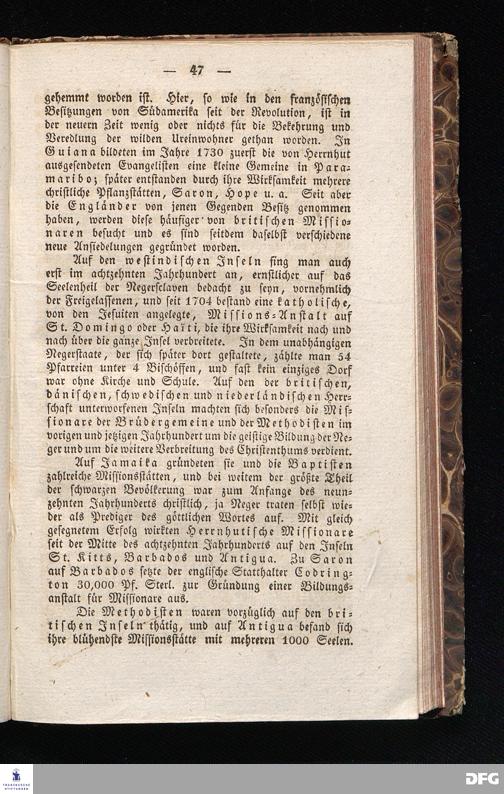 — 47 —
gehemmt worden ist. Hier, so wie in den französischen
Besitzungen von Südamerika seit der Revolution, ist in
der neuern Zeit wenig oder nichts für die Bekehrung und
Veredlung der wilden Ureinwohner gethan worden. In
Guiana bildeten im Jahre 1730 zuerst die von Herrnhut
ausgesendeten Evangelisten eine kleine Gemeine in Para-
mariboz später entstanden durch ihre Wirksamkeit mehrere
christliche Pflanzstätten, Saron, Hope u. a. Seit aber
die Engländer von jenen Gegenden Besitz genommen
haben, werden diese häufiger von britischen Missio-
naren besucht und es sind seitdem daselbst verschiedene
neue Ansiedelungen gegründet worden.
Auf den westindischen Inseln fing man auch
erst im achtzehnten Jahrhundert an, ernstlicher auf das
Seelenheil der Negersclaven bedacht zu seyn, vornehmlich
der Freigelassenen, und seit 1704 bestand eine katholische,
von den Jesuiten angelegte, Missions-Anstalt auf
St. Domingo oder Haïti, die ihre Wirksamkeit nach und
nach über die ganze Insel verbreitete. In dem unabhängigen
Negerstaate, der sich später dort gestaltete, zählte man 54
Pfarreien unter 4 Bischöffen, und fast kein einziges Dorf
war ohne Kirche und Schule. Auf den der britischen,
dänischen, schwedischen und niederländischen Herr-
schaft unterworfenen Inseln machten sich besonders die Mis-
sionare der Brüdergemeine und der Methodisten im
vorigen und jetzigen Jahrhundert um die geistige Bildung der Ne-
ger und um die weitere Verbreitung des Christenthums verdient.
Auf Jamaika gründeten sie und die Baptisten
zahlreiche Missionsstätten, und bei weitem der größte Theil
der schwarzen Bevölkerung war zum Anfange des neun-
zehnten Jahrhunderts christlich, ja Neger traten selbst wie-
der als Prediger des göttlichen Wortes auf. Mit gleich
gesegnetem Erfolg wirkten Herrnhutische Missionare
seit der Mitte des achtzehnten Jahrhunderts auf den Inseln
St. Kitts, Barbados und Antigua. Zu Saron
auf Barbados setzte der englische Statthalter Codring-
ton 30,000 Pf. Sterl. zur Gründung einer Bildungs-
anstalt für Missionare aus.
Die Methodisten waren vorzüglich auf den bri-
tischen Inseln thätig, und auf Antigua befand sich
ihre blühendste Missionsstätte mit mehreren 1000 Seelen.
FRANCKESCHE
STIFTUNGEN
DFG